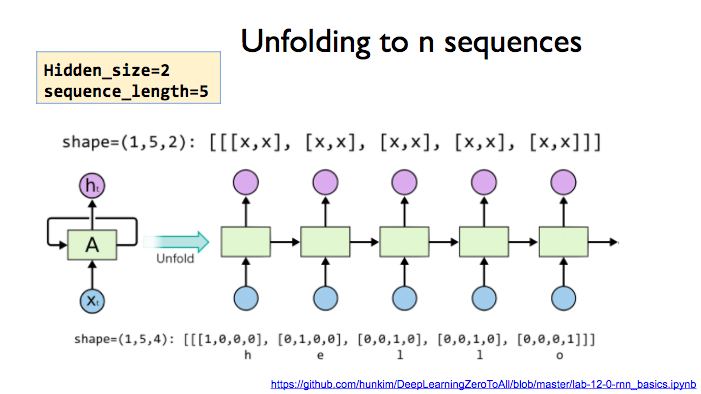 Unfolding to n sequences
Hidden_size=2
sequence_length=5
shape=(1,5,2): [[[x,x], [x,x], [x,x], [x,x], [x,x]]]
ht
A
Unfold
xt
shape=(1,5,4): [[[1,0,0,0], [0,1,0,0], [0,0,1,0], [0,0,1,0], [0,0,0,1]]]
h e l l o
https://github.com/hunkim/DeepLearningZeroToAll/blob/master/lab-12-0-rnn_basics.ipynb